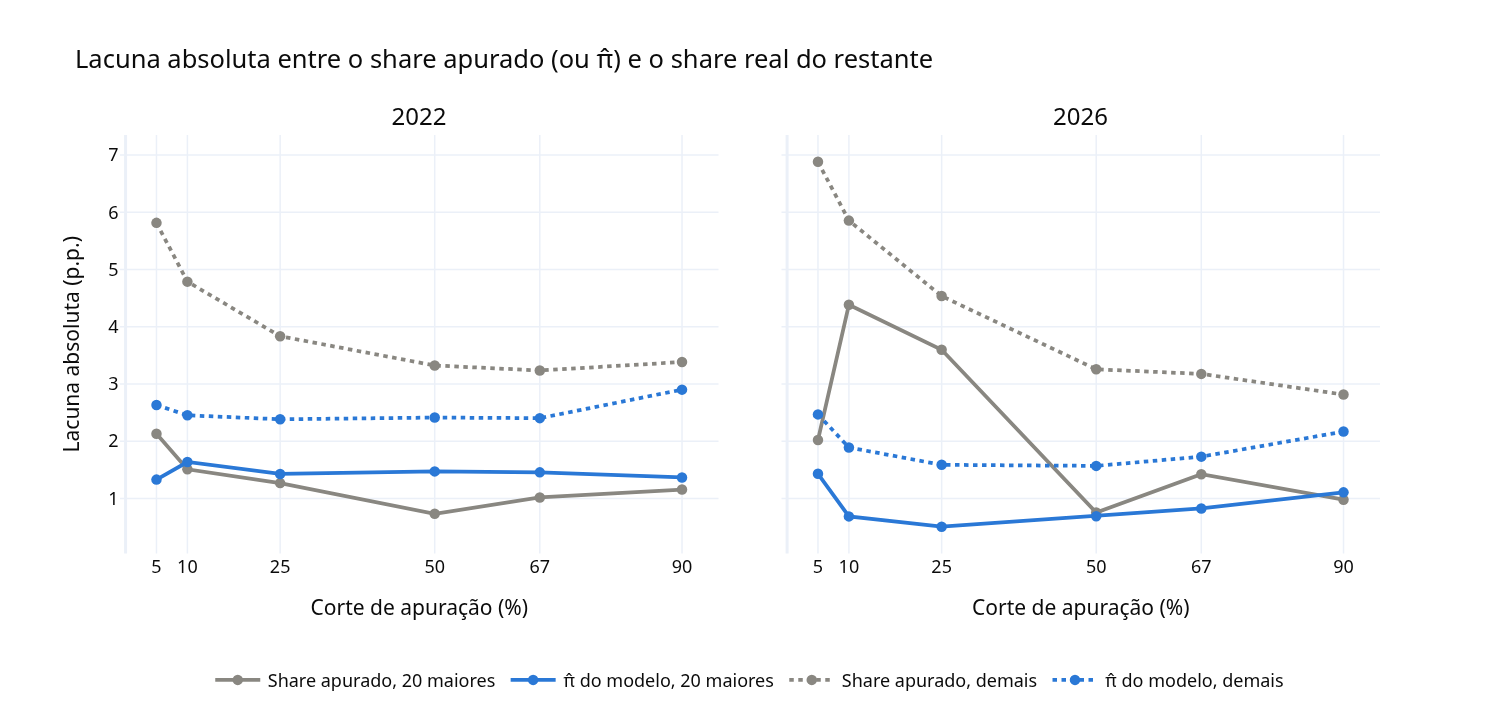 Lacuna absoluta entre o share apurado (ou π̂) e o share real do restante
2022
2026
Lacuna absoluta (p.p.)
7
6
5
4
3
2
1
5 10 25 50 67 90
5 10 25 50 67 90
Corte de apuração (%)
Corte de apuração (%)
Share apurado, 20 maiores
π̂ do modelo, 20 maiores
Share apurado, demais
π̂ do modelo, demais